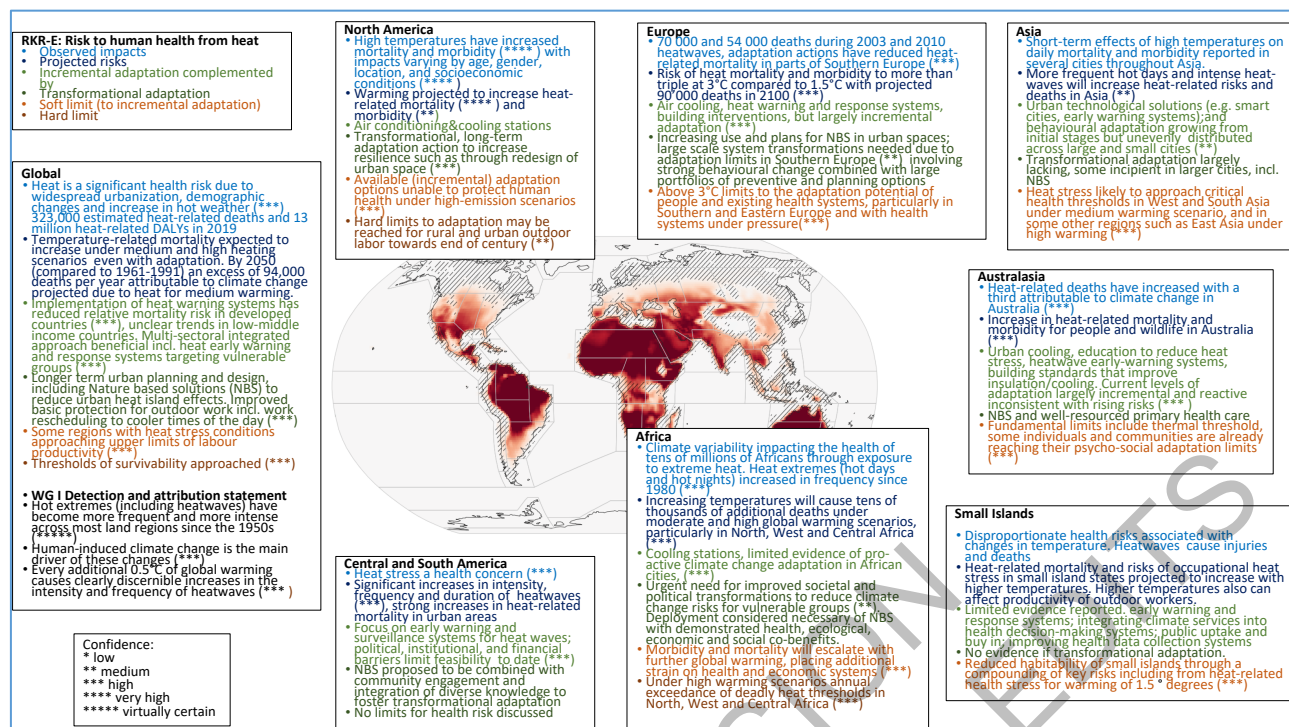 RKR-E: Risk to human health from heat
• Observed impacts
• Projected risks
• Incremental adaptation complemented
by
• Transformational adaptation
• Soft limit (to incremental adaptation)
• Hard limit
Global
• Heat is a significant health risk due to
widespread urbanization, demographic
changes and increase in hot weather (***)
323,000 estimated heat-related deaths and 13
million heat-related DALYs in 2019
• Temperature-related mortality expected to
increase under medium and high heating
scenarios even with adaptation. By 2050
(compared to 1961-1991) an excess of 94,000
deaths per year attributable to climate change
projected due to heat for medium warming.
• Implementation of heat warning systems has
reduced relative mortality risk in developed
countries (***), unclear trends in low-middle
income countries. Multi-sectoral integrated
approach beneficial incl. heat early warning
and response systems targeting vulnerable
groups (***)
• Longer term urban planning and design,
including Nature based solutions (NBS) to
reduce urban heat island effects. Improved
basic protection for outdoor work incl. work
rescheduling to cooler times of the day (***)
• Some regions with heat stress conditions
approaching upper limits of labour
productivity (***)
• Thresholds of survivability approached (***)
• WG I Detection and attribution statement
• Hot extremes (including heatwaves) have
become more frequent and more intense
across most land regions since the 1950s
(*****)
• Human-induced climate change is the main
driver of these changes (***)
• Every additional 0.5°C of global warming
causes clearly discernible increases in the
intensity and frequency of heatwaves (*** )
Confidence:
* low
** medium
*** high
**** very high
***** virtually certain
North America
• High temperatures have increased
mortality and morbidity (**** ) with
impacts varying by age, gender,
location, and socioeconomic
conditions (**** )
• Warming projected to increase heat-
related mortality (**** ) and
morbidity (**)
• Air conditioning&cooling stations
• Transformational, long-term
adaptation action to increase
resilience such as through redesign of
urban space (***)
• Available (incremental) adaptation
options unable to protect human
health under high-emission scenarios
(***)
• Hard limits to adaptation may be
reached for rural and urban outdoor
labor towards end of century (**)
Europe
• 70 000 and 54 000 deaths during 2003 and 2010
heatwaves, adaptation actions have reduced heat-
related mortality in parts of Southern Europe (***)
• Risk of heat mortality and morbidity to more than
triple at 3°C compared to 1.5°C with projected
90'000 deaths in 2100 (***)
• Air cooling, heat warning and response systems,
building interventions, but largely incremental
adaptation (***)
• Increasing use and plans for NBS in urban spaces;
large scale system transformations needed due to
adaptation limits in Southern Europe (**) involving
strong behavioural change combined with large
portfolios of preventive and planning options
• Above 3°C limits to the adaptation potential of
people and existing health systems, particularly in
Southern and Eastern Europe and with health
systems under pressure(***)
Asia
• Short-term effects of high temperatures on
daily mortality and morbidity reported in
several cities throughout Asia.
• More frequent hot days and intense heat-
waves will increase heat-related risks and
deaths in Asia (**)
• Urban technological solutions (e.g. smart
cities, early warning systems);and
behavioural adaptation growing from
initial stages but unevenly distributed
across large and small cities (**)
• Transformational adaptation largely
lacking, some incipient in larger cities, incl.
NBS
• Heat stress likely to approach critical
health thresholds in West and South Asia
under medium warming scenario, and in
some other regions such as East Asia under
high warming (***)
Australasia
• Heat-related deaths have increased with a
third attributable to climate change in
Australia (***)
• Increase in heat-related mortality and
morbidity for people and wildlife in Australia
(***)
• Urban cooling, education to reduce heat
stress, heatwave early-warning systems,
building standards that improve
insulation/cooling. Current levels of
adaptation largely incremental and reactive
inconsistent with rising risks (*** )
• NBS and well-resourced primary health care
• Fundamental limits include thermal threshold,
some individuals and communities are already
reaching their psycho-social adaptation limits
(***)
Central and South America
• Heat stress a health concern (***)
• Significant increases in intensity,
frequency and duration of heatwaves
(***), strong increases in heat-related
mortality in urban areas
• Focus on early warning and
surveillance systems for heat waves;
political, institutional, and financial
barriers limit feasibility to date (***)
• NBS proposed to be combined with
community engagement and
integration of diverse knowledge to
foster transformational adaptation
• No limits for health risk discussed
Africa
• Climate variability impacting the health of
tens of millions of Africans through exposure
to extreme heat. Heat extremes (hot days
and hot nights) increased in frequency since
1980 (***)
• Increasing temperatures will cause tens of
thousands of additional deaths under
moderate and high global warming scenarios,
particularly in North, West and Central Africa
(***)
• Cooling stations, limited evidence of pro-
active climate change adaptation in African
cities, (***)
• Urgent need for improved societal and
political transformations to reduce climate
change risks for vulnerable groups (**).
Deployment considered necessary of NBS
with demonstrated health, ecological,
economic and social co-benefits.
• Morbidity and mortality will escalate with
further global warming, placing additional
strain on health and economic systems (***)
• Under high warming scenarios annual
exceedance of deadly heat thresholds in
North, West and Central Africa (***)
Small Islands
• Disproportionate health risks associated with
changes in temperature. Heatwaves cause injuries
and deaths
• Heat-related mortality and risks of occupational heat
stress in small island states projected to increase with
higher temperatures. Higher temperatures also can
affect productivity of outdoor workers.
• Limited evidence reported. early warning and
response systems; integrating climate services into
health decision-making systems; public uptake and
buy in; improving health data collection systems
• No evidence if transformational adaptation.
• Reduced habitability of small islands through a
compounding of key risks including from heat-related
health stress for warming of 1.5 ° degrees (***)
EDITS